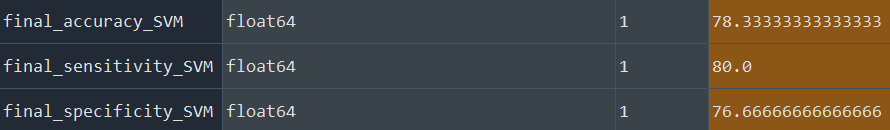 final_accuracy_SVM float64 1 78.33333333333333
final_sensitivity_SVM float64 1 80.0
final_specificity_SVM float64 1 76.66666666666666